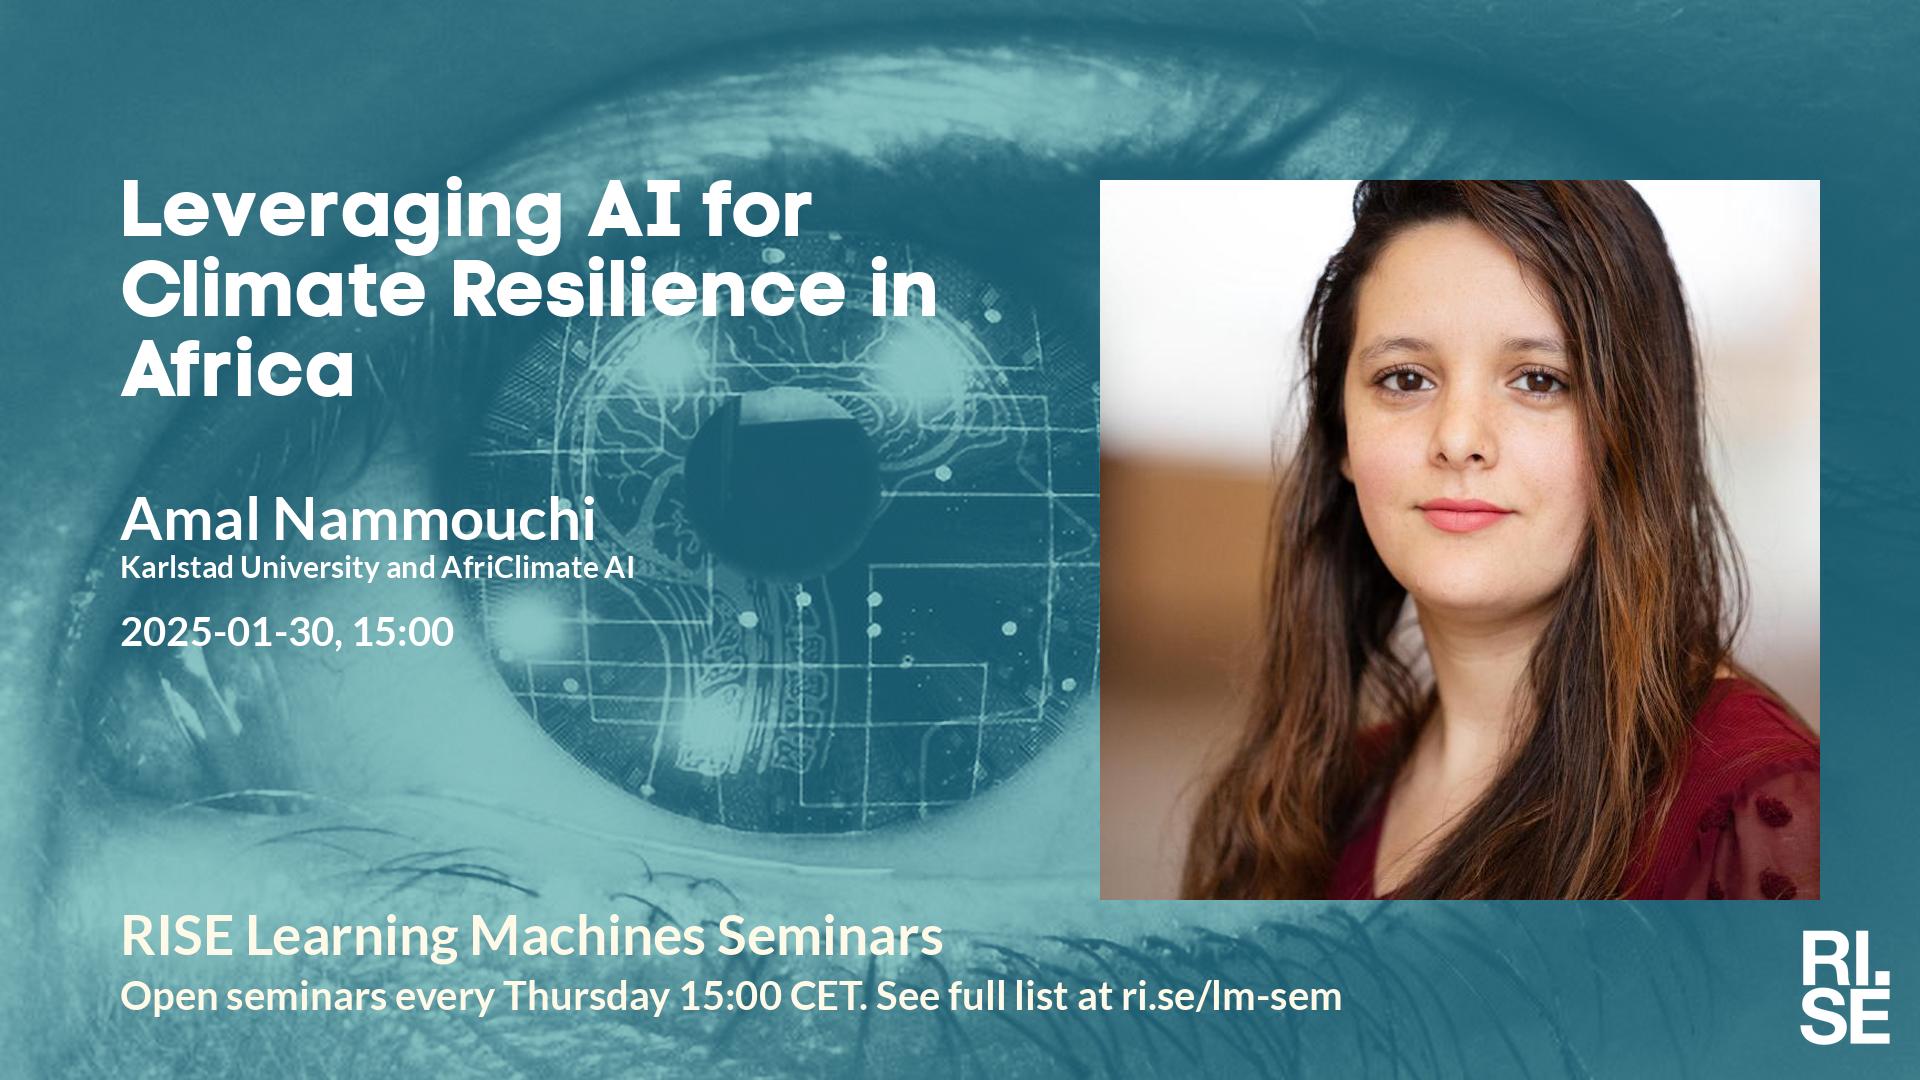 Leveraging AI for
Climate Resilience in
Africa
Amal Nammouchi
Karlstad University and AfriClimate AI
2025-01-30, 15:00
RISE Learning Machines Seminars
Open seminars every Thursday 15:00 CET. See full list at ri.se/lm-sem
RI.
SE